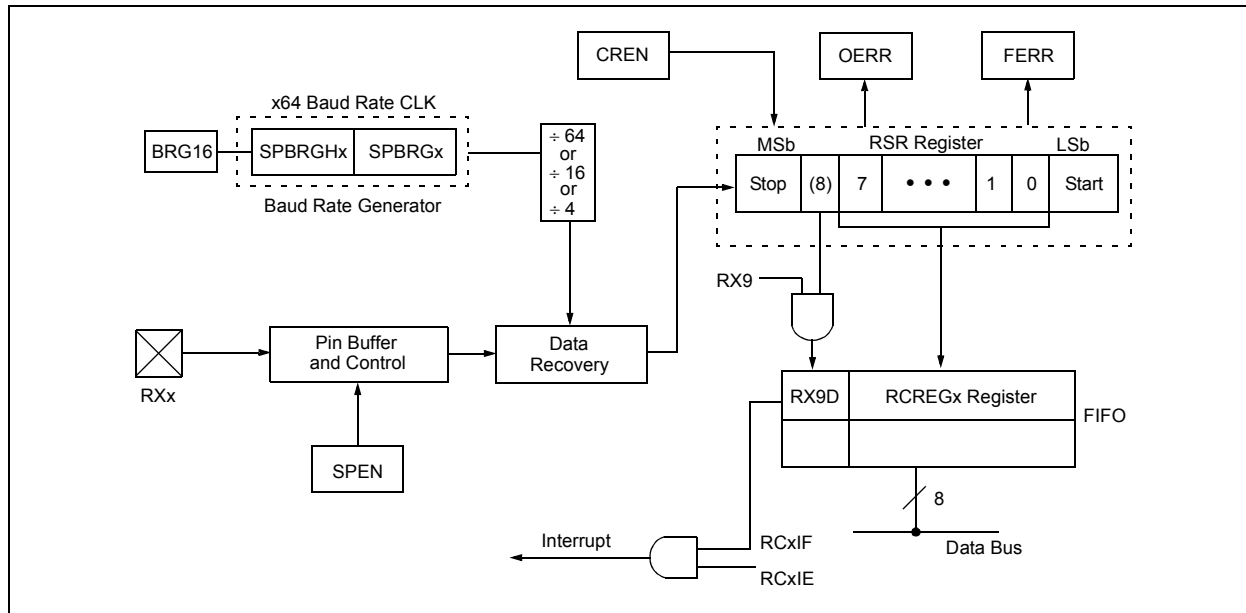 CREN
OERR
FERR
x64 Baud Rate CLK
BRG16
SPBRGHx
SPBRGx
Baud Rate Generator
÷ 64
or
÷ 16
or
÷ 4
MSb
RSR Register
LSb
Stop
(8)
7
• • •
1
0
Start
RX9
RXx
Pin Buffer
and Control
Data
Recovery
SPEN
RX9D
RCREGx Register
FIFO
8
Data Bus
Interrupt
RCxIF
RCxIE